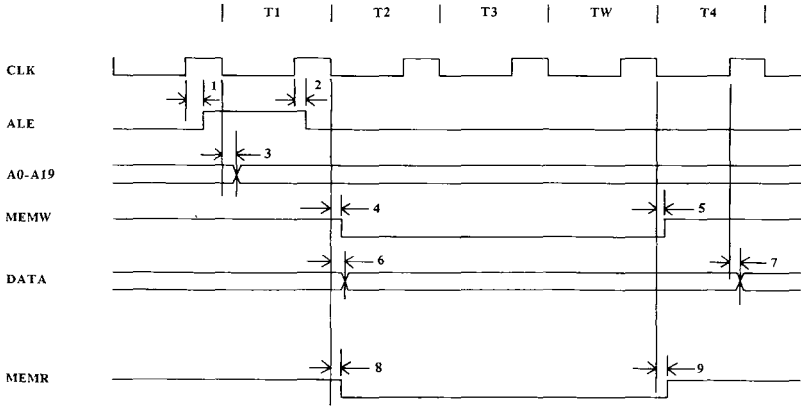 T1 T2 T3 TW T4
CLK
1 2
ALE
3
A0-A19
4 5
MEMW
6 7
DATA
8 9
MEMR